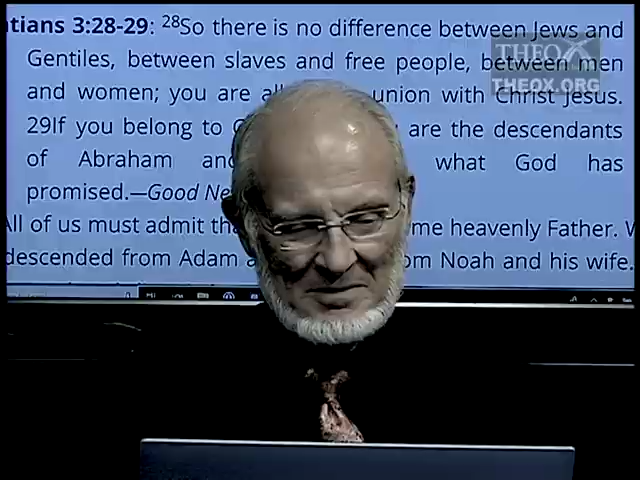 tians 3:28-29: 28So there is no difference between Jews and
Gentiles, between slaves and free people, between men
and women; you are al union with Christ Jesus.
29If you belong to are the descendants
of Abraham and what God has
promised.—Good Ne
All of us must admit tha me heavenly Father. W
descended from Adam a om Noah and his wife.
THEOX
THEOX.ORG